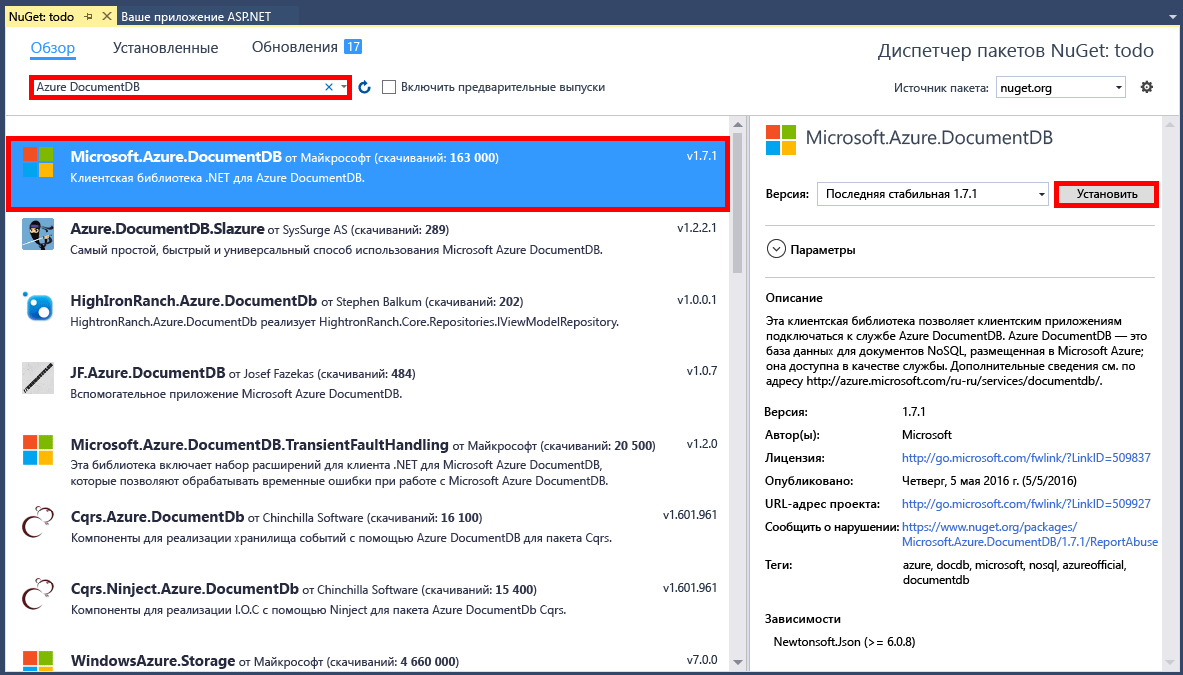 NuGet: todo
Ваше приложение ASP.NET
Обзор
Установленные
Обновления 17
Диспетчер пакетов NuGet: todo
Azure DocumentDB
Включить предварительные выпуски
Источник пакета: nuget.org
Microsoft.Azure.DocumentDB от Майкрософт (скачиваний: 163 000)
v1.7.1
Клиентская библиотека .NET для Azure DocumentDB.
Azure.DocumentDB.Slazure от SysSurge AS (скачиваний: 289)
v1.2.2.1
Самый простой, быстрый и универсальный способ использования Microsoft Azure DocumentDB.
HighIronRanch.Azure.DocumentDb от Stephen Balkum (скачиваний: 202)
v1.0.0.1
HightronRanch.Azure.DocumentDb реализует HightronRanch.Core.Repositories.IViewModelRepository.
JF.Azure.DocumentDB от Josef Fazekas (скачиваний: 484)
v1.0.7
Вспомогательное приложение Microsoft Azure DocumentDB.
Microsoft.Azure.DocumentDB.TransientFaultHandling от Майкрософт (скачиваний: 20 500)
v1.2.0
Эта библиотека включает набор расширений для клиента .NET для Microsoft Azure DocumentDB,
которые позволяют обрабатывать временные ошибки при работе с Microsoft Azure DocumentDB.
Cqrs.Azure.DocumentDb от Chinchilla Software (скачиваний: 16 100)
v1.601.961
Компоненты для реализации хранилища событий с помощью Azure DocumentDB для пакета Cqrs.
Cqrs.Ninject.Azure.DocumentDb от Chinchilla Software (скачиваний: 15 400)
v1.601.961
Компоненты для реализации I.O.C с помощью Ninject для пакета Azure DocumentDb Cqrs.
WindowsAzure.Storage от Майкрософт (скачиваний: 4 660 000)
v7.0.0
Microsoft.Azure.DocumentDB
Версия: Последняя стабильная 1.7.1
Установить
Параметры
Описание
Эта клиентская библиотека позволяет клиентским приложениям
подключаться к службе Azure DocumentDB. Azure DocumentDB — это
база данных для документов NoSQL, размещенная в Microsoft Azure;
она доступна в качестве службы. Дополнительные сведения см. по
адресу http://azure.microsoft.com/ru-ru/services/documentdb/.
Версия: 1.7.1
Автор(ы): Microsoft
Лицензия: http://go.microsoft.com/fwlink/?LinkID=509837
Опубликовано: Четверг, 5 мая 2016 г. (5/5/2016)
URL-адрес проекта: http://go.microsoft.com/fwlink/?LinkID=509927
Сообщить о нарушении: https://www.nuget.org/packages/
Microsoft.Azure.DocumentDB/1.7.1/ReportAbuse
Теги: azure, docdb, microsoft, nosql, azureofficial,
documentdb
Зависимости
Newtonsoft.Json (>= 6.0.8)